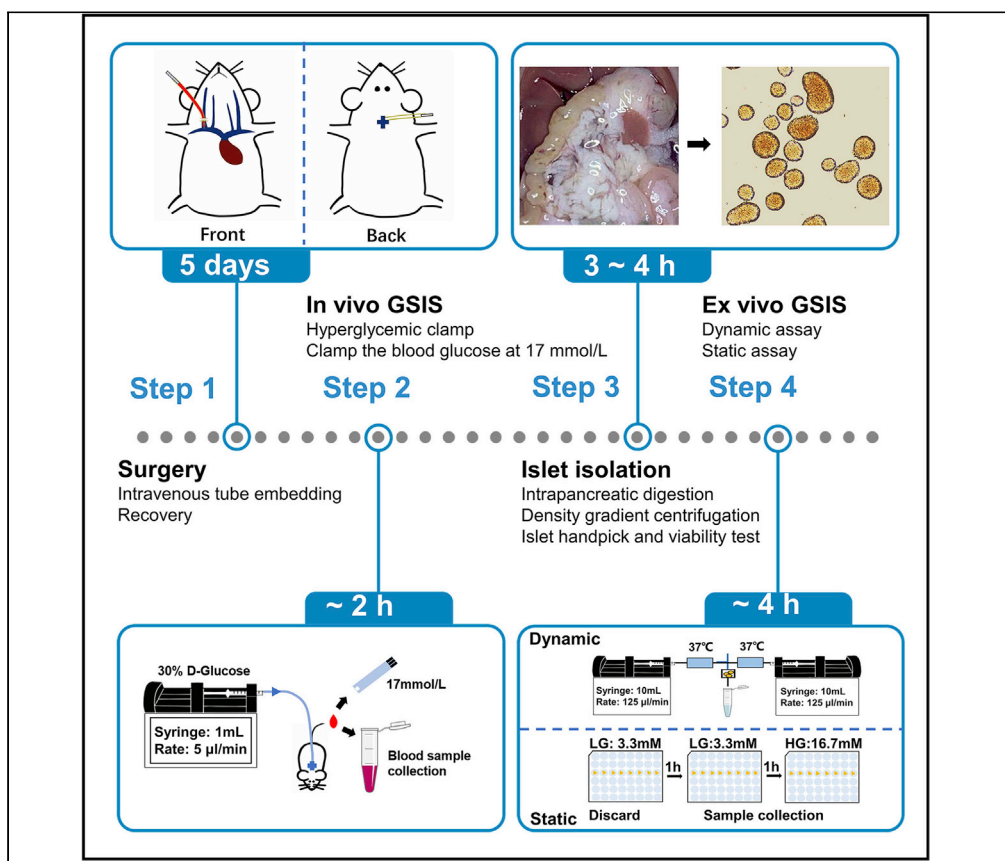 Front
Back
5 days
3 ~ 4 h
In vivo GSIS
Hyperglycemic clamp
Clamp the blood glucose at 17 mmol/L
Ex vivo GSIS
Dynamic assay
Static assay
Step 1
Step 2
Step 3
Step 4
Surgery
Intravenous tube embedding
Recovery
Islet isolation
Intrapancreatic digestion
Density gradient centrifugation
Islet handpick and viability test
~ 2 h
~ 4 h
30% D-Glucose
Syringe: 1mL
Rate: 5 µl/min
17mmol/L
Blood sample
collection
Dynamic
37℃
37℃
Syringe: 10mL
Rate: 125 µl/min
Syringe: 10mL
Rate: 125 µl/min
LG: 3.3mM
LG:3.3mM
HG:16.7mM
1h
1h
Static
Discard
Sample collection